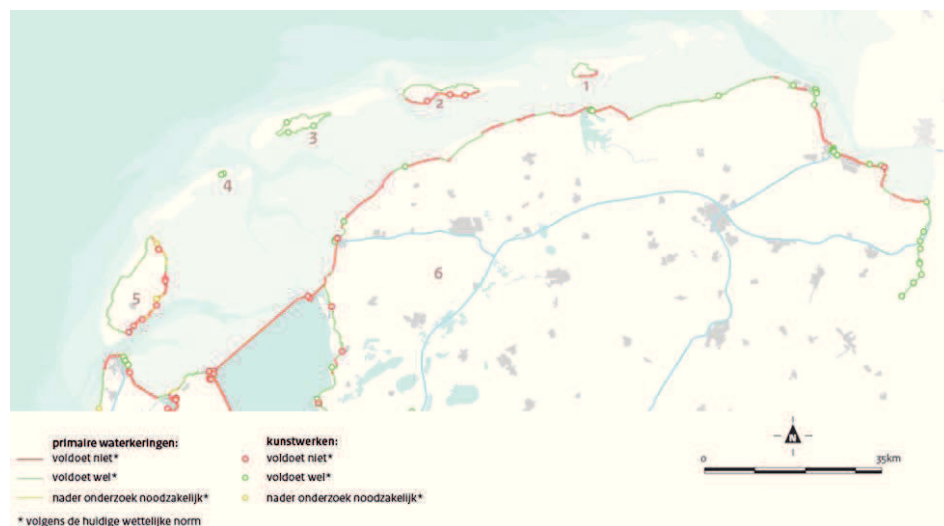 1
2
3
4
5
6
primaire waterkeringen:
voldoet niet*
voldoet wel*
nader onderzoek noodzakelijk*
* volgens de huidige wettelijke norm
kunstwerken:
voldoet niet*
voldoet wel*
nader onderzoek noodzakelijk*
N
0 35km